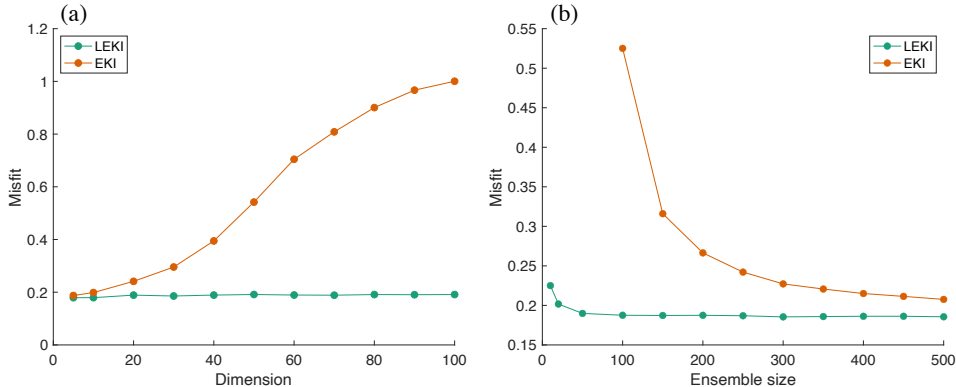 (a)
1.2
1
0.8
0.6
0.4
0.2
0
Misfit
LEKI
EKI
0 20 40 60 80 100
Dimension
(b)
0.55
0.5
0.45
0.4
0.35
0.3
0.25
0.2
0.15
Misfit
LEKI
EKI
0 100 200 300 400 500
Ensemble size